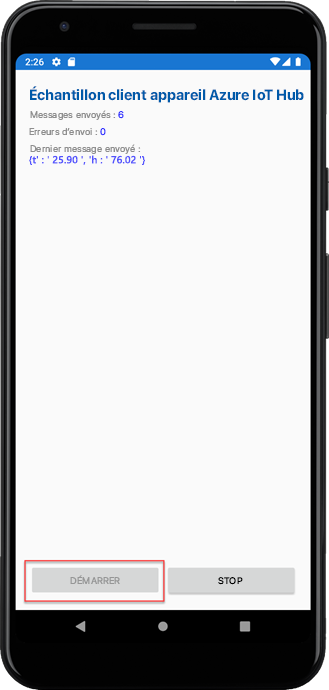 2:26
Échantillon client appareil Azure IoT Hub
Messages envoyés : 6
Erreurs d'envoi : 0
Dernier message envoyé :
{t' : ' 25.90 ', 'h : ' 76.02 '}
DÉMARRER
STOP